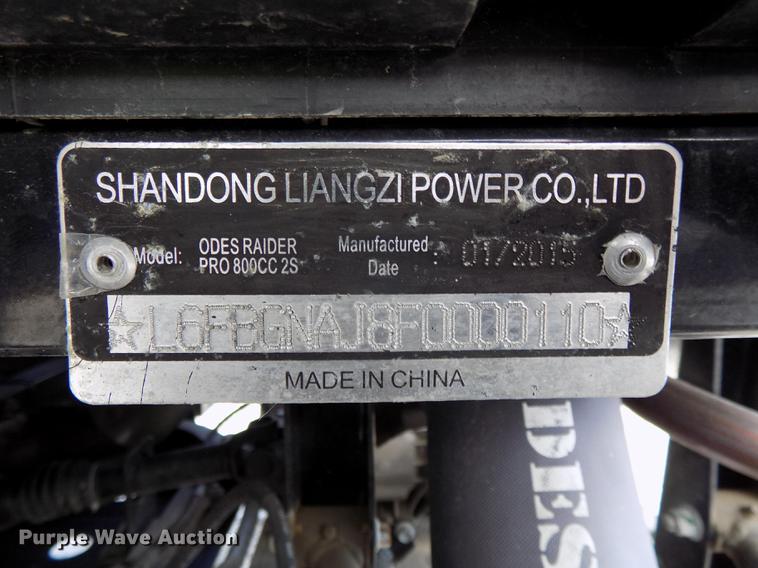 SHANDONG LIANGZI POWER CO.,LTD
Model: ODES RAIDER PRO 800CC 2S
Manufactured Date : 01/2015
L6FBGNAJ8F0000110
MADE IN CHINA
DES
Purple Wave Auction